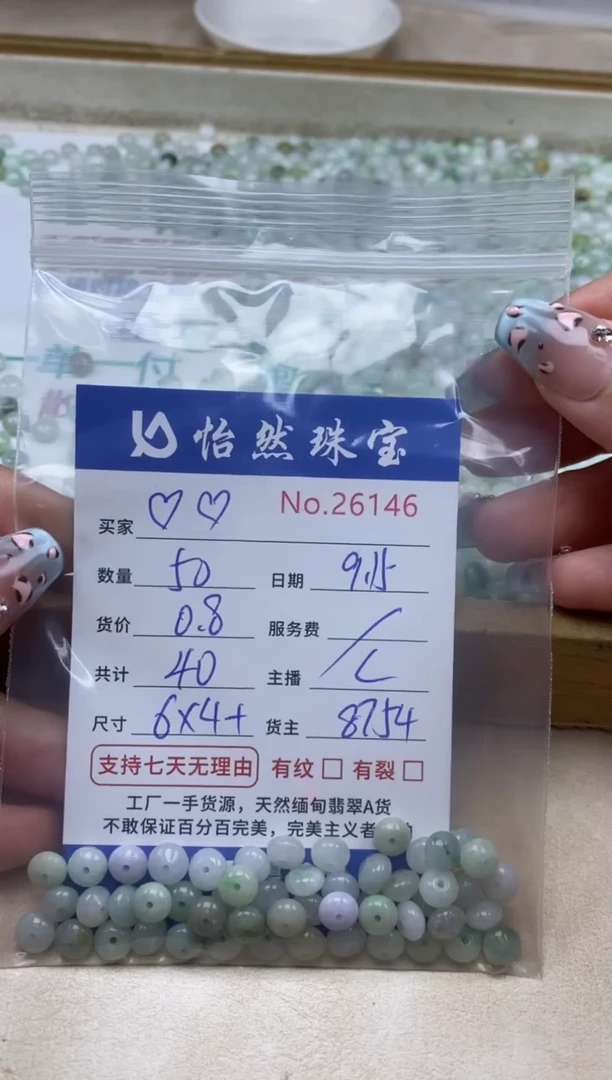 怡然珠宝
买家 ♡♡ No.26146
数量 50 日期 9.15
货价 0.8 服务费 /
共计 40 主播 L
尺寸 6×4+ 货主 8754
支持七天无理由 有纹 □ 有裂 □
工厂一手货源，天然缅甸翡翠A货
不敢保证百分百完美，完美主义者